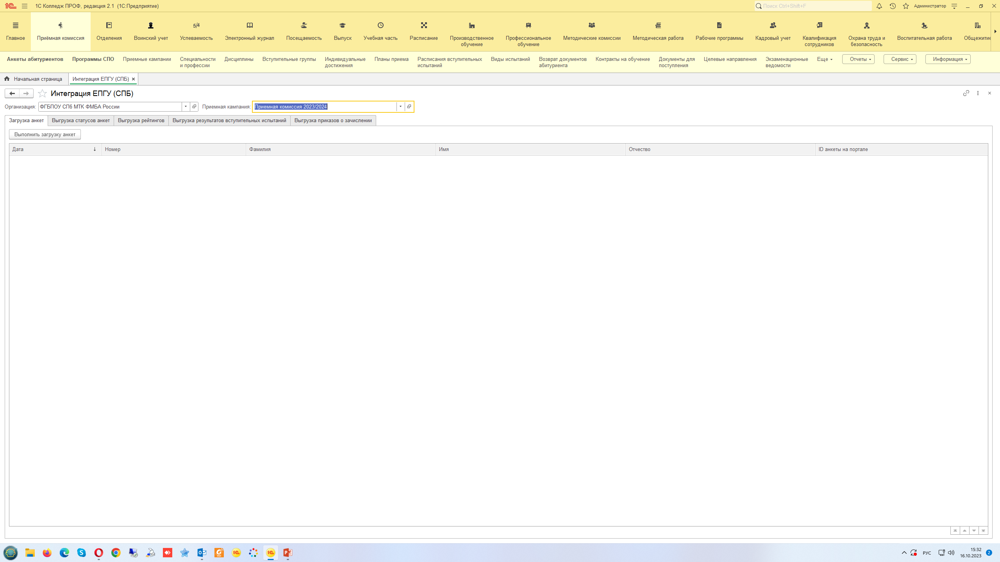 1С Колледж ПРОФ, редакция 2.1 (1С:Предприятие)
Поиск Ctrl+Shift+F
Администратор
Главное
Приёмная комиссия
Отделения
Воинский учет
5/4
Успеваемость
Электронный журнал
Посещаемость
Выпуск
Учебная часть
Расписание
Производственное
обучение
Профессиональное
обучение
Методические комиссии
Методическая работа
Рабочие программы
Кадровый учет
Квалификация
сотрудников
Охрана труда и
безопасность
Воспитательная работа
Общежитие
Анкеты абитуриентов
Программы СПО
Приемные кампании
Специальности
и профессии
Дисциплины
Вступительные группы
Индивидуальные
достижения
Планы приема
Расписания вступительных
испытаний
Виды испытаний
Возврат документов
абитуриента
Контракты на обучение
Документы для
поступления
Целевые направления
Экзаменационные
ведомости
Еще
Отчеты
Сервис
Информация
Начальная страница
Интеграция ЕПГУ (СПБ)
Интеграция ЕПГУ (СПБ)
Организация: ФГБПОУ СПб МТК ФМБА России
Приемная кампания: Приемная комиссия 2023/2024
Загрузка анкет
Выгрузка статусов анкет
Выгрузка рейтингов
Выгрузка результатов вступительных испытаний
Выгрузка приказов о зачислении
Выполнить загрузку анкет
Дата
Номер
Фамилия
Имя
Отчество
ID анкеты на портале
РУС
15:32
16.10.2023
2